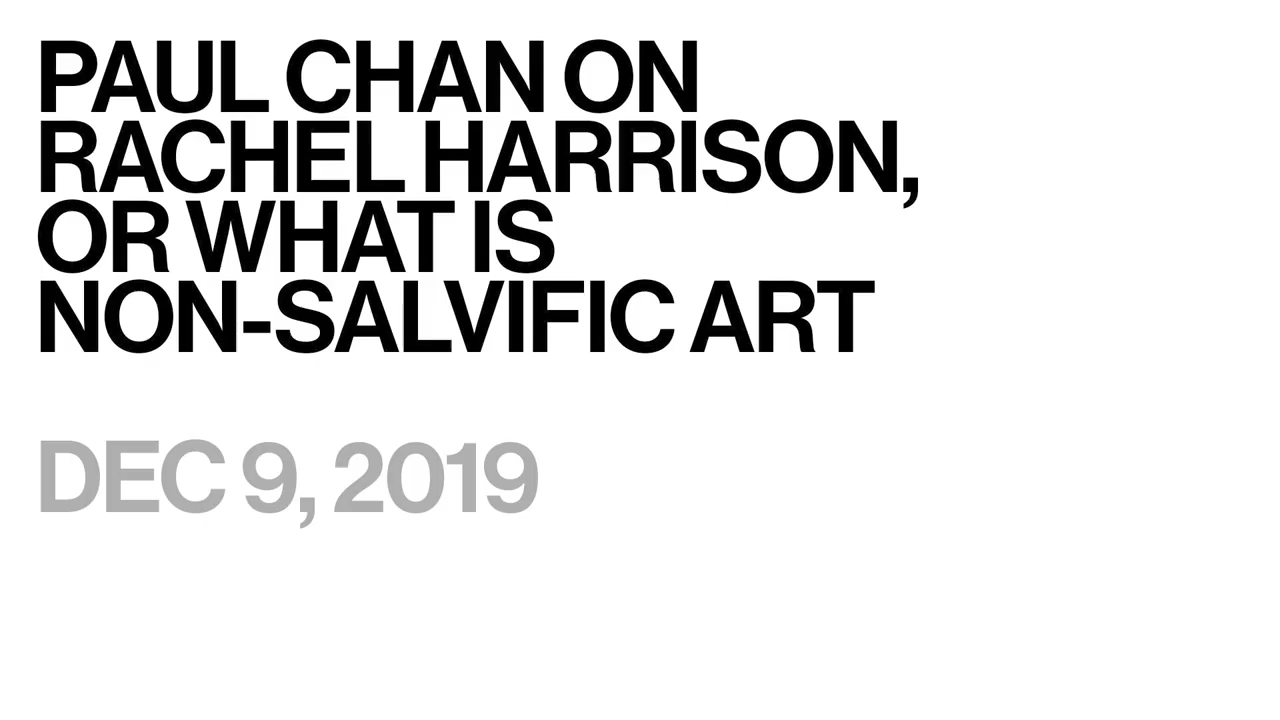 PAUL CHAN ON
RACHEL HARRISON,
OR WHAT IS
NON-SALVIFIC ART
DEC 9, 2019